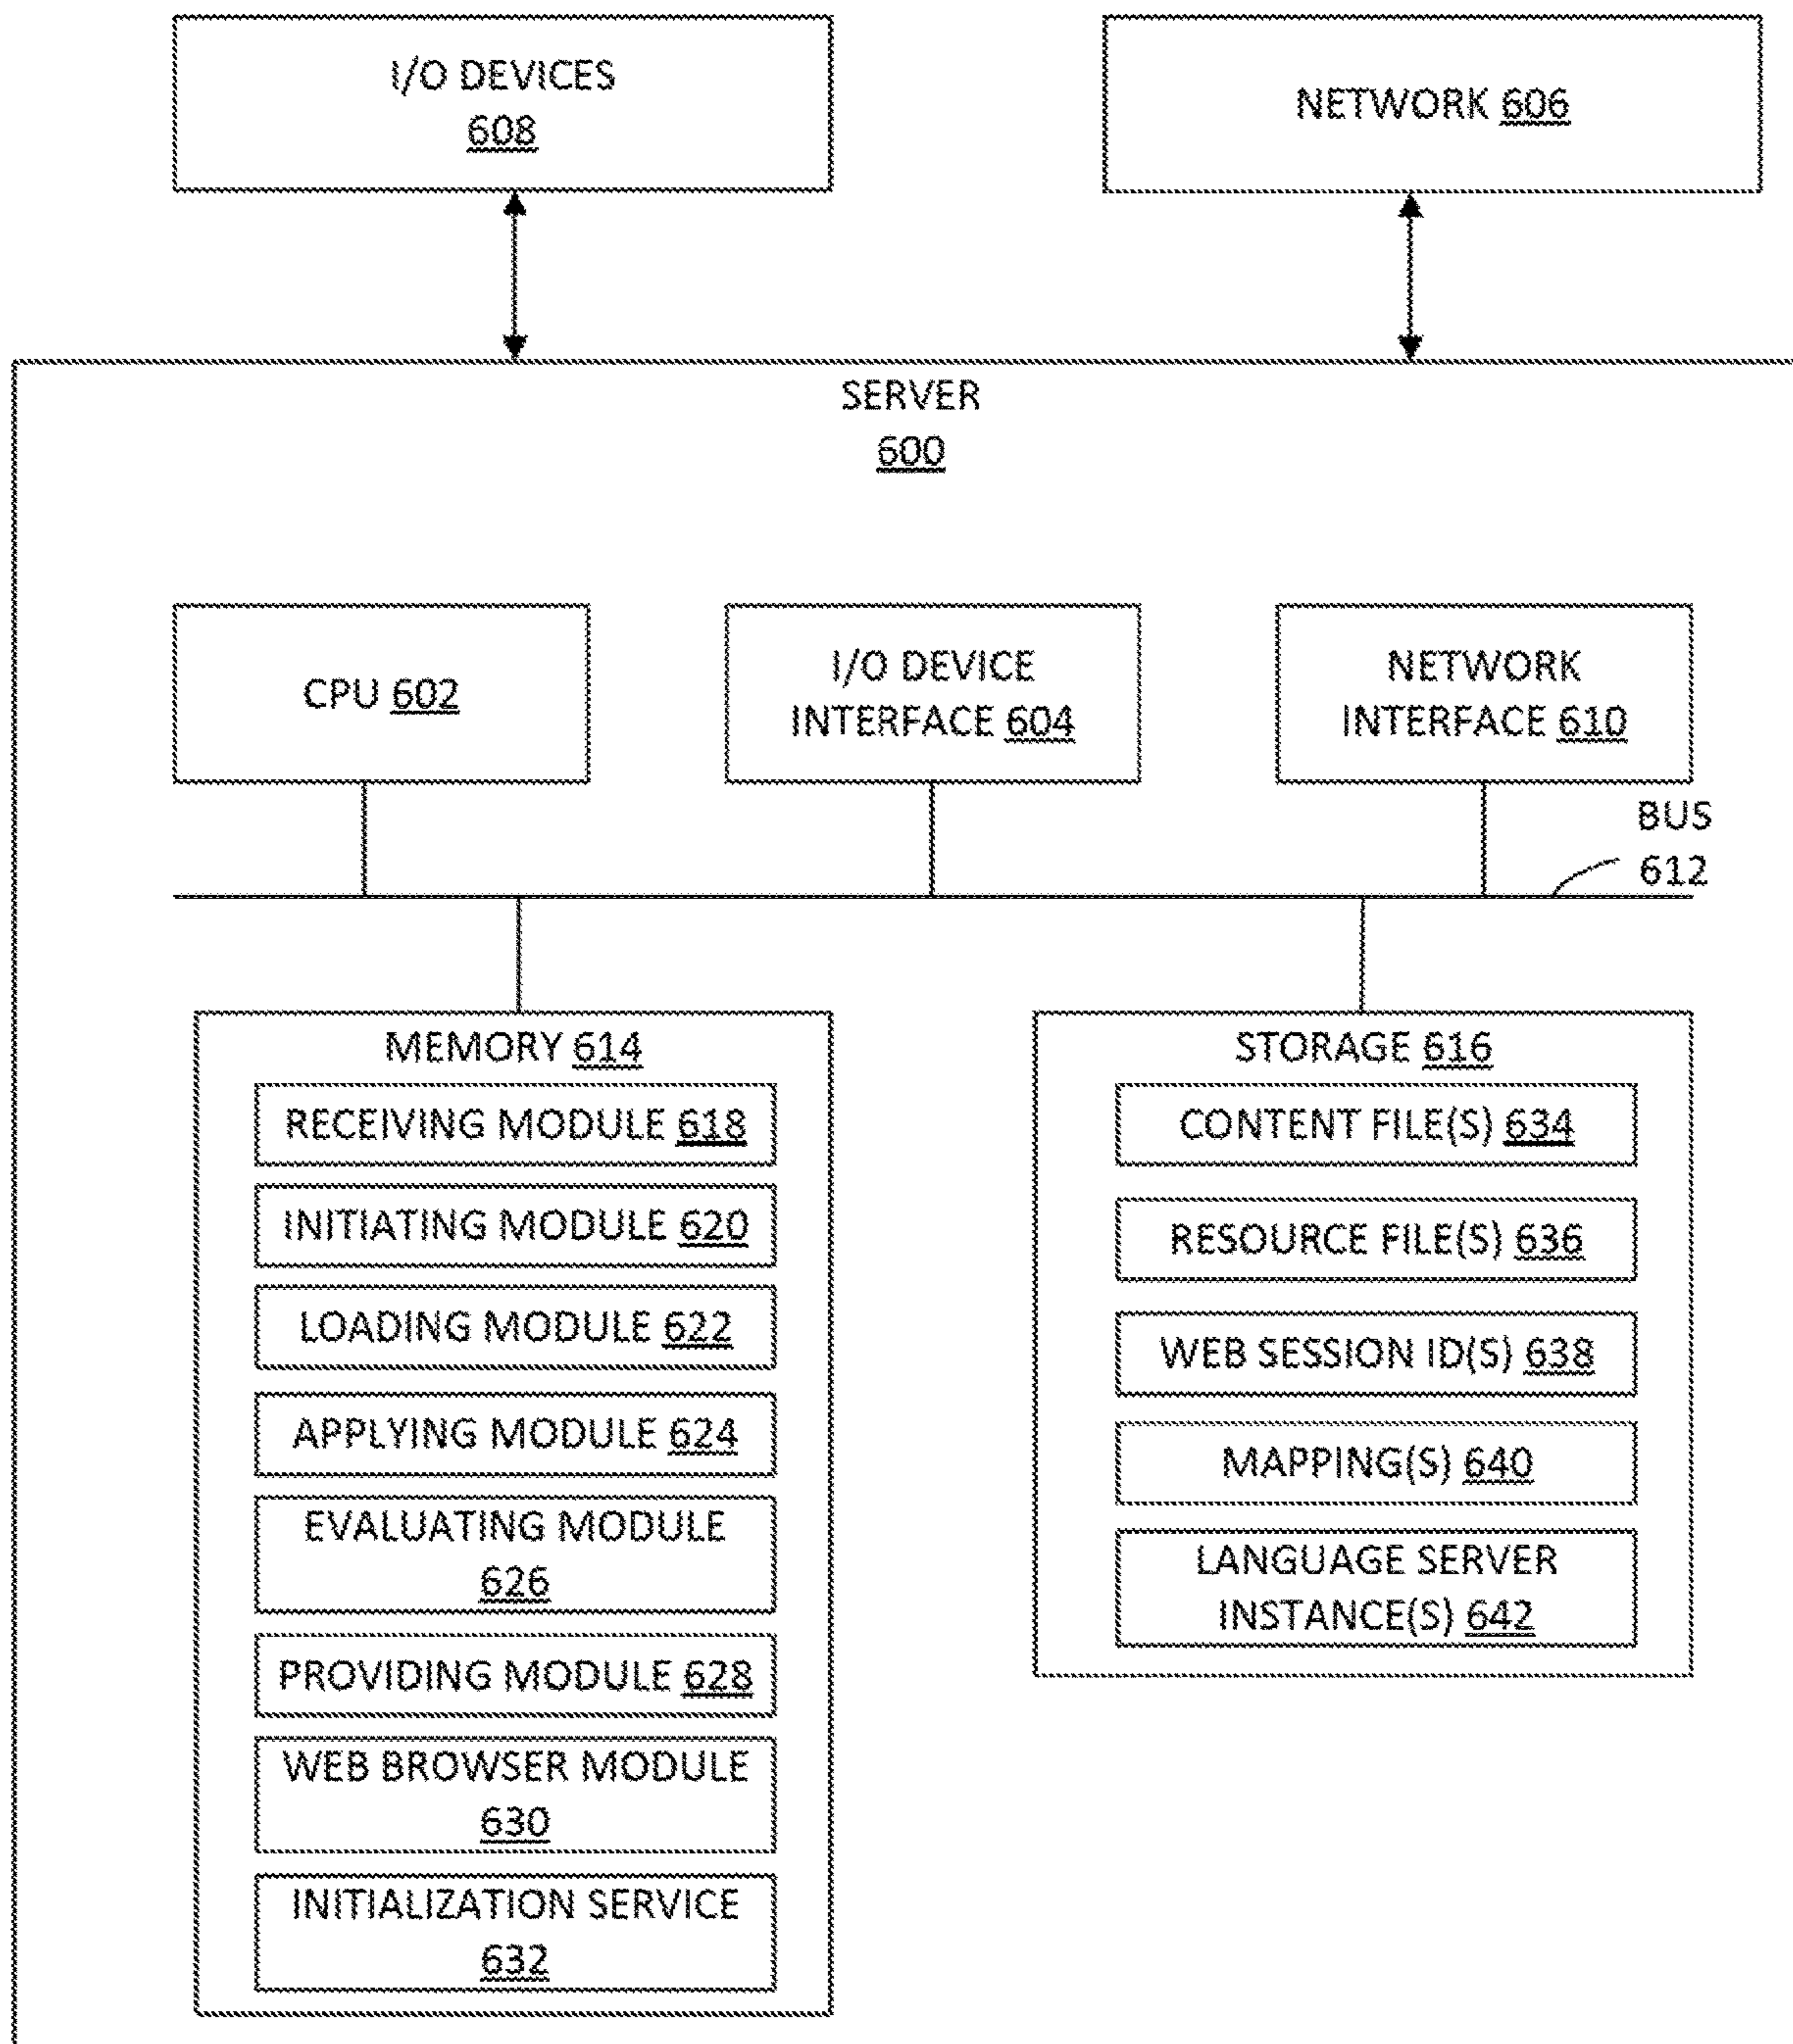 I/O DEVICES
608
NETWORK 606
SERVER
600
CPU 602
I/O DEVICE
INTERFACE 604
NETWORK
INTERFACE 610
BUS
612
MEMORY 614
RECEIVING MODULE 618
INITIATING MODULE 620
LOADING MODULE 622
APPLYING MODULE 624
EVALUATING MODULE
626
PROVIDING MODULE 628
WEB BROWSER MODULE
630
INITIALIZATION SERVICE
632
STORAGE 616
CONTENT FILE(S) 634
RESOURCE FILE(S) 636
WEB SESSION ID(S) 638
MAPPING(S) 640
LANGUAGE SERVER
INSTANCE(S) 642